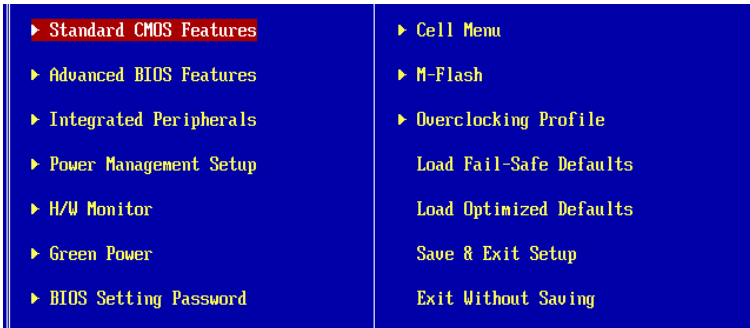 Standard CMOS Features
Advanced BIOS Features
Integrated Peripherals
Power Management Setup
H/W Monitor
Green Power
BIOS Setting Password
Cell Menu
M-Flash
Overclocking Profile
Load Fail-Safe Defaults
Load Optimized Defaults
Save & Exit Setup
Exit Without Saving